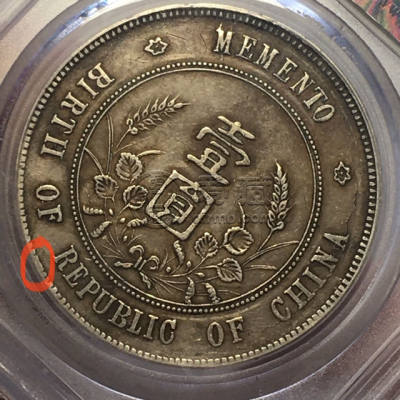 MEMENTO
BIRTH OF REPUBLIC OF CHINA
壹圓